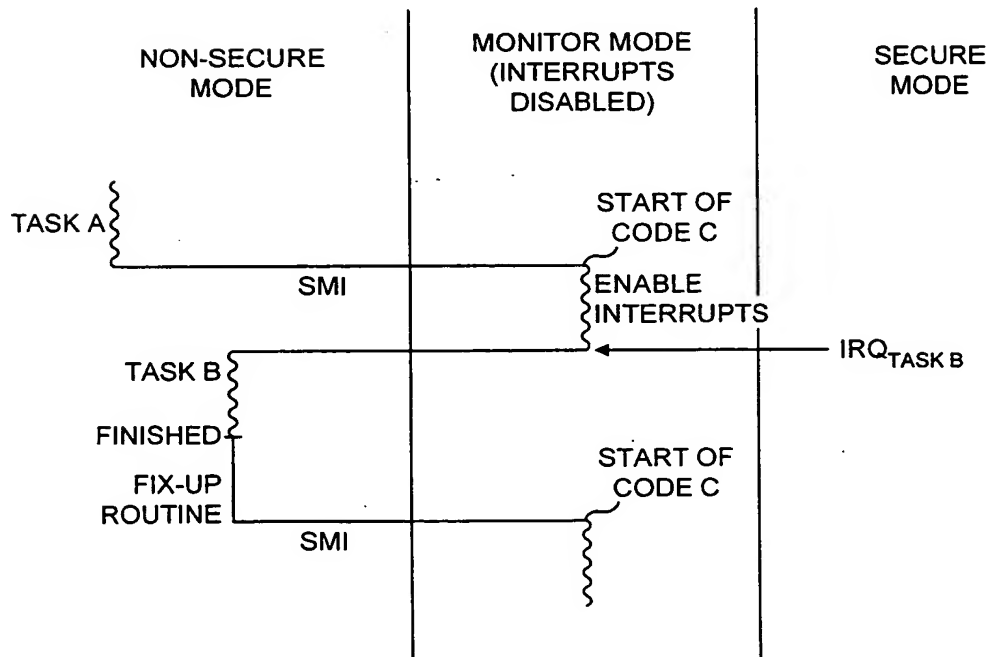 NON-SECURE
MODE
MONITOR MODE
(INTERRUPTS
DISABLED)
SECURE
MODE
TASK A
START OF
CODE C
SMI
ENABLE
INTERRUPTS
IRQTASK B
TASK B
FINISHED
FIX-UP
ROUTINE
START OF
CODE C
SMI